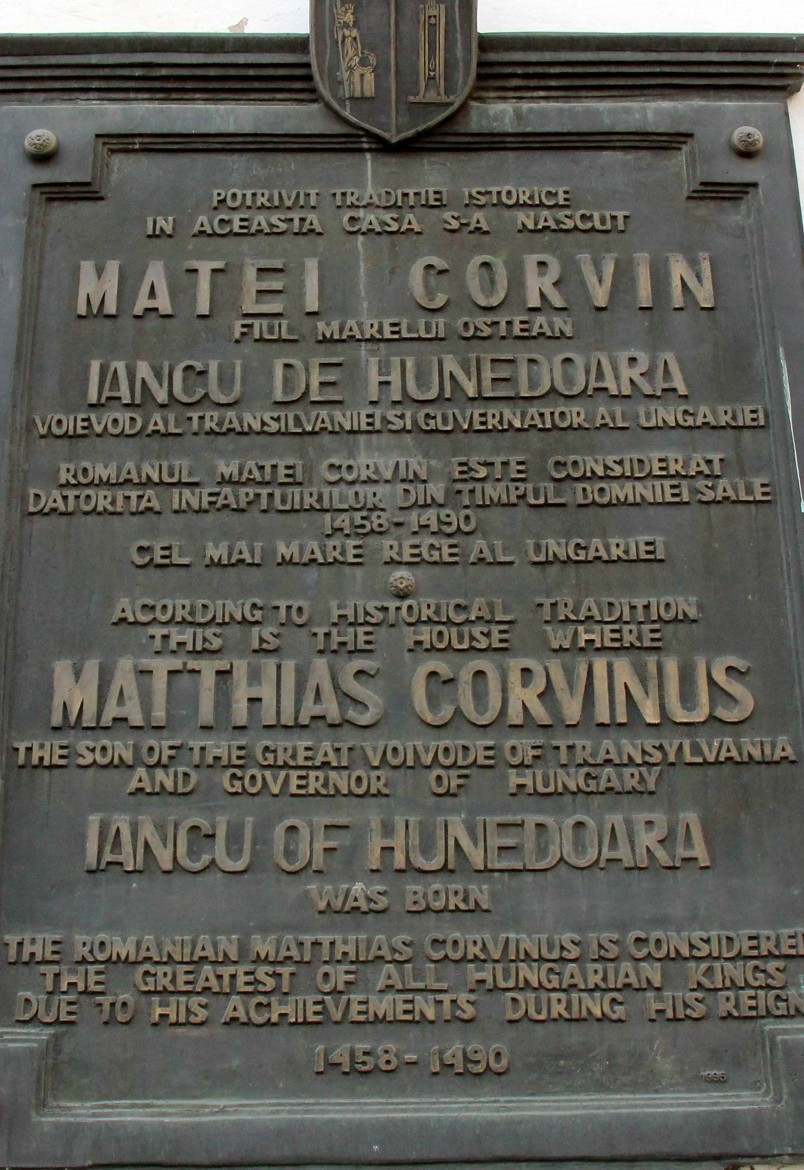 POTRIVIT TRADITIEI ISTORICE
IN ACEASTA CASA S-A NASCUT
MATEI CORVIN
FIUL MARELUI OSTEAN
IANCU DE HUNEDOARA
VOIEVOD AL TRANSILVANIEI SI GUVERNATOR AL UNGARIEI
ROMANUL MATEI CORVIN ESTE CONSIDERAT
DATORITA INFAPTUIRILOR DIN TIMPUL DOMNIEI SALE
1458-1490
CEL MAI MARE REGE AL UNGARIEI
ACORDING TO HISTORICAL TRADITION
THIS IS THE HOUSE WHERE
MATTHIAS CORVINUS
THE SON OF THE GREAT VOIVODE OF TRANSYLVANIA
AND GOVERNOR OF HUNGARY
IANCU OF HUNEDOARA
WAS BORN
THE ROMANIAN MATTHIAS CORVINUS IS CONSIDERED
THE GREATEST OF ALL HUNGARIAN KINGS
DUE TO HIS ACHIEVEMENTS DURING HIS REIGN
1458-1490